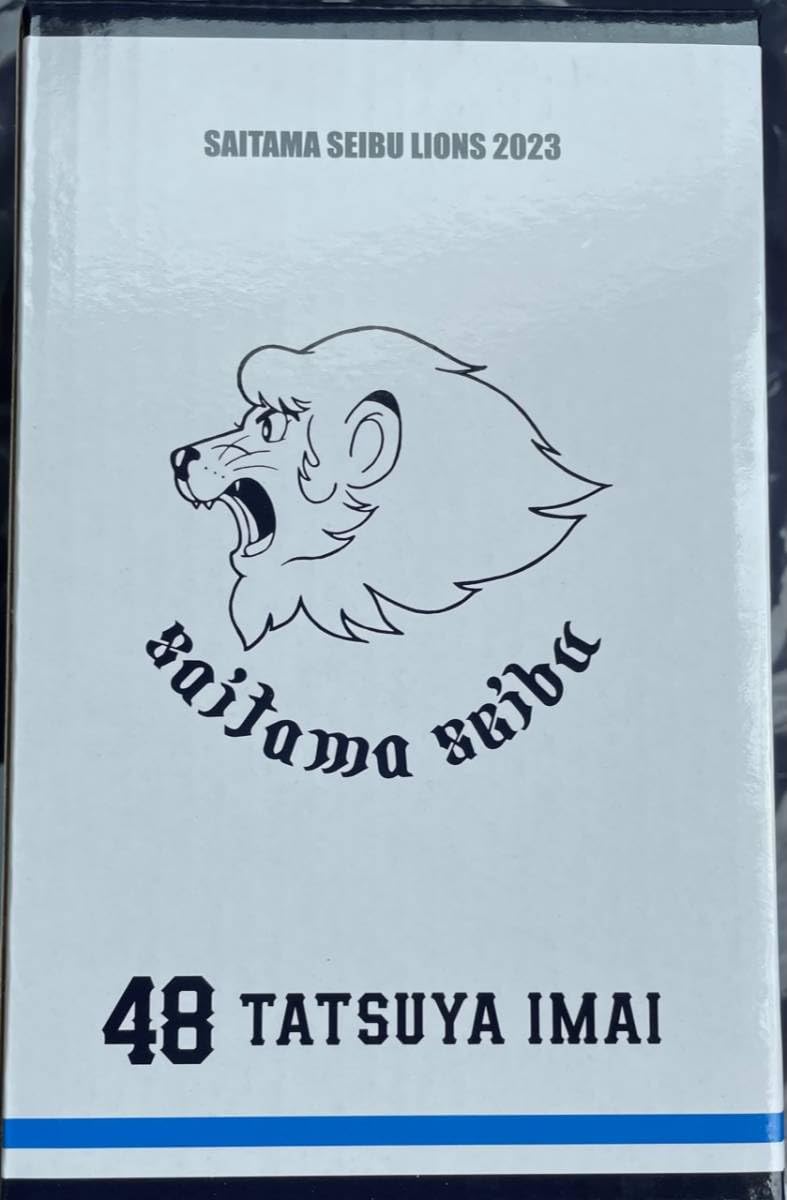 SAITAMA SEIBU LIONS 2023
saitama seibu
48 TATSUYA IMAI